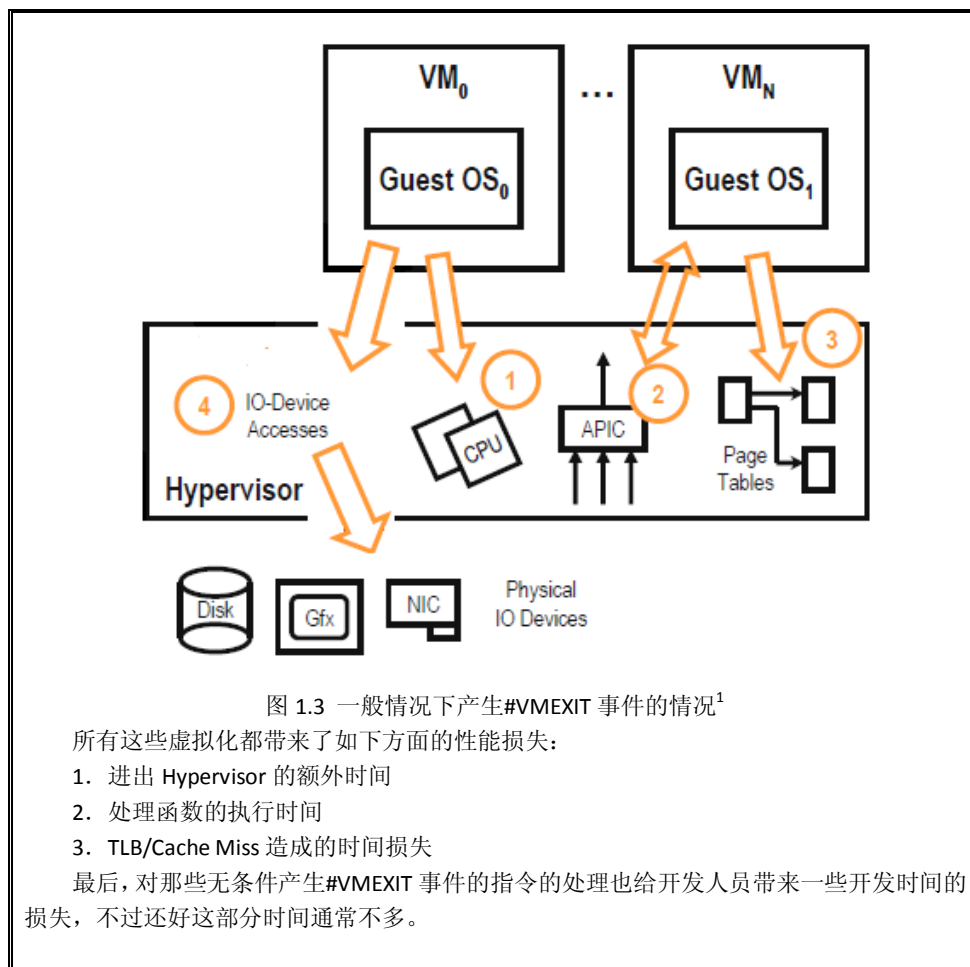 VM0 ... VMN
Guest OS0 Guest OS1
3
1
2
4 IO-Device
Accesses
CPU
APIC
Page
Tables
Hypervisor
Disk
Gfx
NIC
Physical
IO Devices
图 1.3 一般情况下产生#VMEXIT 事件的情况1
所有这些虚拟化都带来了如下方面的性能损失：
1．进出 Hypervisor 的额外时间
2．处理函数的执行时间
3．TLB/Cache Miss 造成的时间损失
最后，对那些无条件产生#VMEXIT 事件的指令的处理也给开发人员带来一些开发时间的
损失，不过还好这部分时间通常不多。